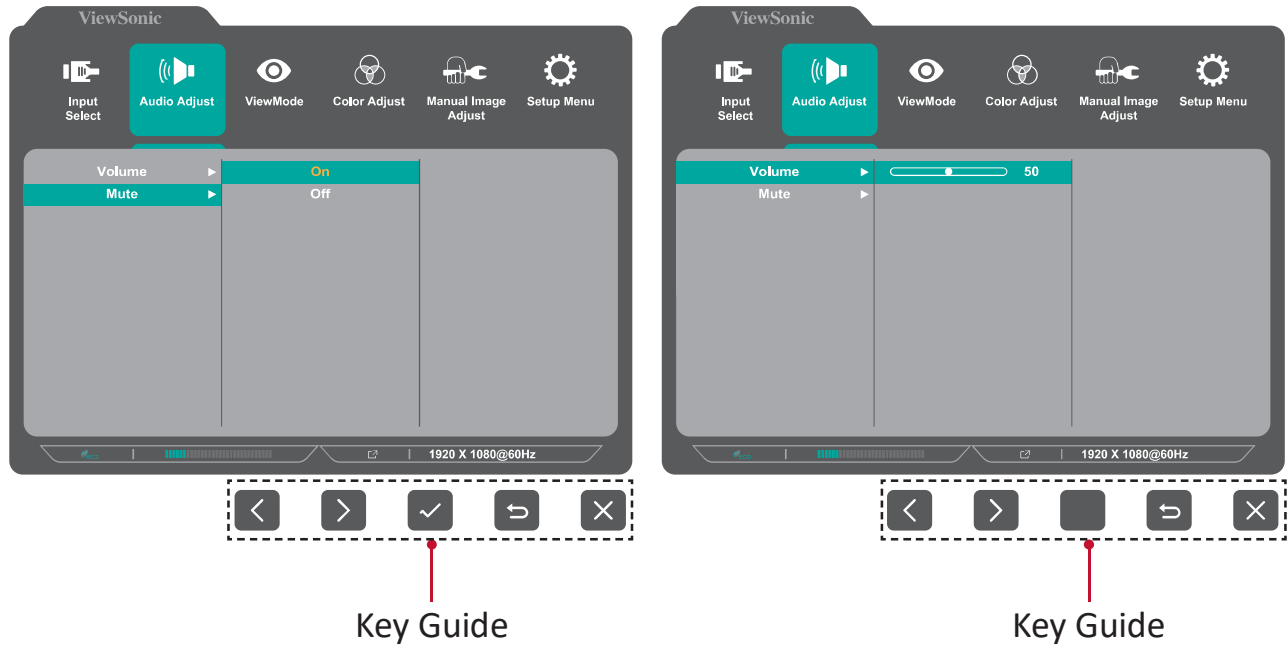 ViewSonic
Input
Select
Audio Adjust
ViewMode
Color Adjust
Manual Image
Adjust
Setup Menu
Volume
On
Mute
Off
1920 X 1080@60Hz
Key Guide
ViewSonic
Input
Select
Audio Adjust
ViewMode
Color Adjust
Manual Image
Adjust
Setup Menu
Volume
50
Mute
1920 X 1080@60Hz
Key Guide